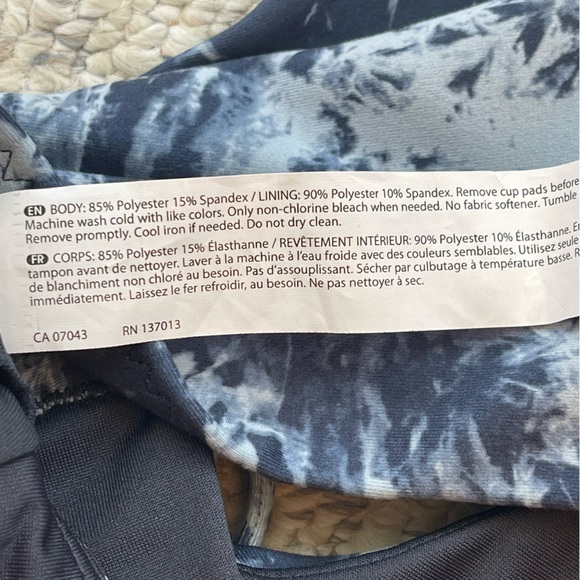 EN BODY: 85% Polyester 15% Spandex / LINING: 90% Polyester 10% Spandex. Remove cup pads before
Machine wash cold with like colors. Only non-chlorine bleach when needed. No fabric softener. Tumble
Remove promptly. Cool iron if needed. Do not dry clean.
FR CORPS: 85% Polyester 15% Élasthanne / REVÊTEMENT INTÉRIEUR: 90% Polyester 10% Élasthanne.
tampon avant de nettoyer. Laver à la machine à l'eau froide avec des couleurs semblables. Utilisez seule
de blanchiment non chloré au besoin. Pas d'assouplissant. Sécher par culbutage à température basse.
immédiatement. Laissez le fer refroidir, au besoin. Ne pas nettoyer à sec.
CA 07043 RN 137013